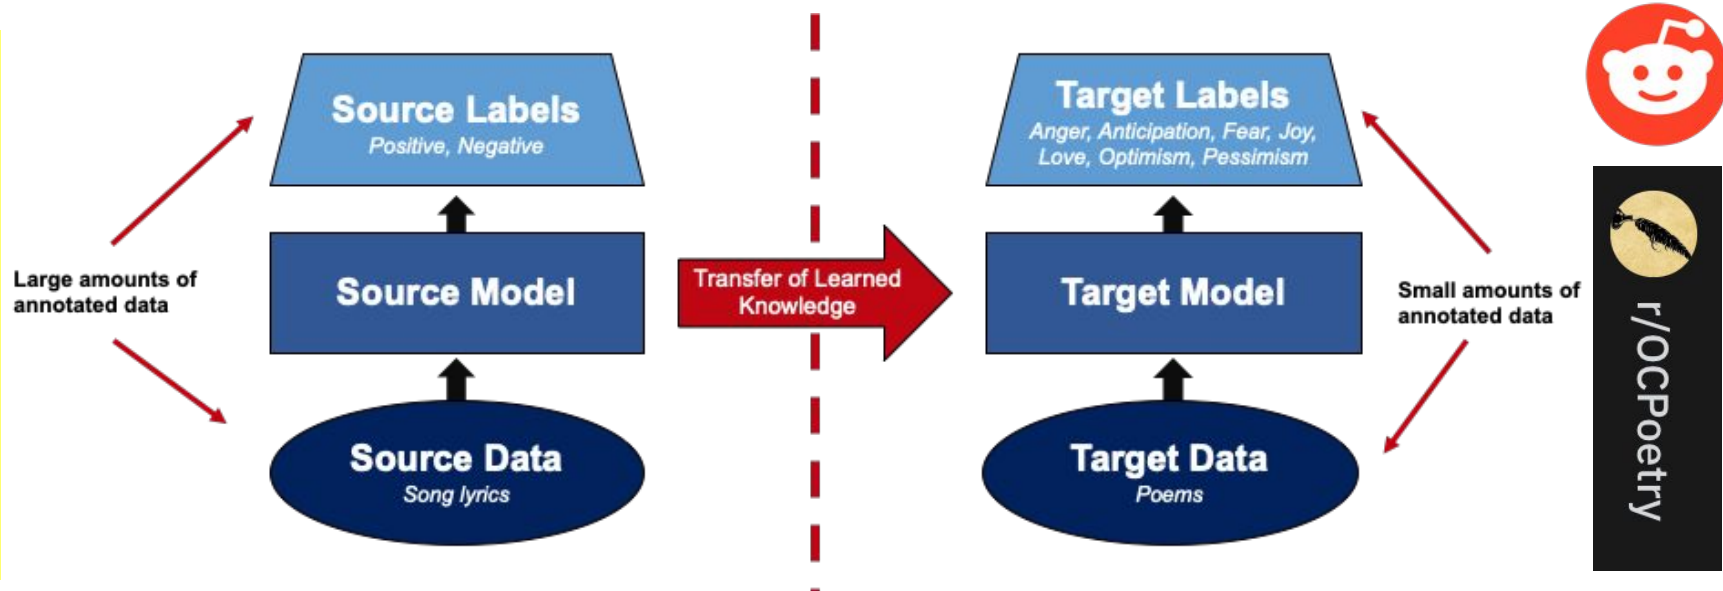 Source Labels
Positive, Negative
Large amounts of
annotated data
Source Model
Source Data
Song lyrics
Transfer of Learned
Knowledge
Target Labels
Anger, Anticipation, Fear, Joy,
Love, Optimism, Pessimism
Target Model
Target Data
Poems
Small amounts of
annotated data
r/OCPoetry